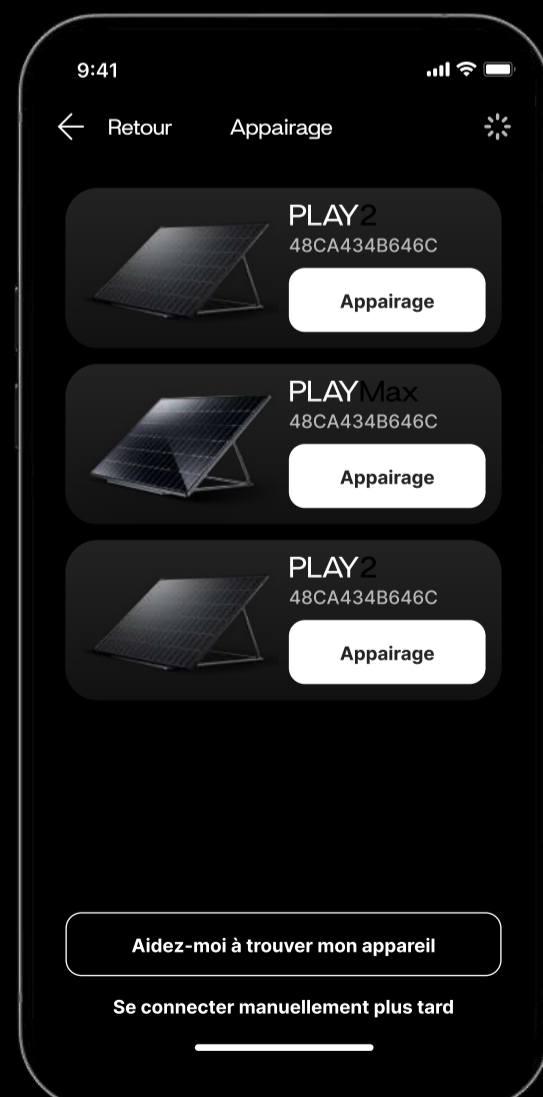 9:41
Retour Appairage
PLAY2
48CA434B646C
Appairage
PLAYMax
48CA434B646C
Appairage
PLAY2
48CA434B646C
Appairage
Aidez-moi à trouver mon appareil
Se connecter manuellement plus tard